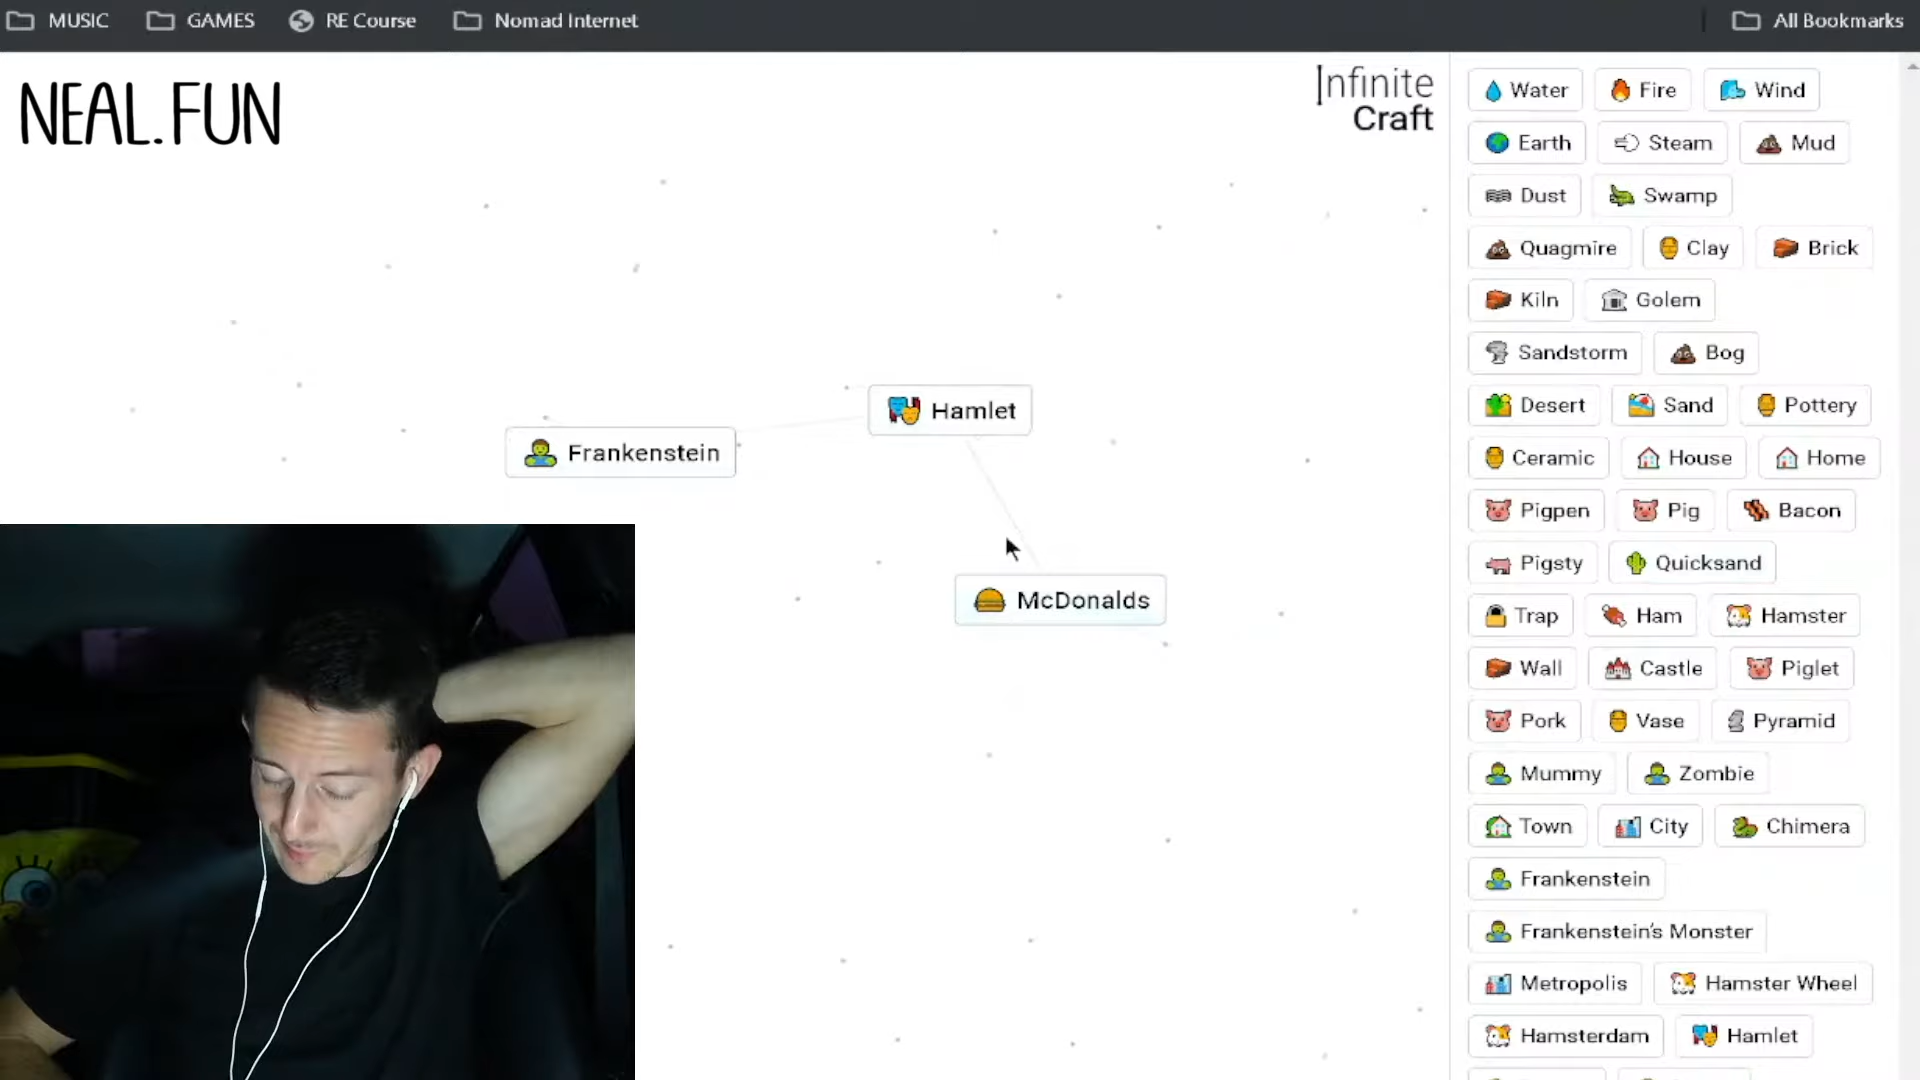 MUSIC GAMES RE Course Nomad Internet All Bookmarks
NEAL.FUN
Infinite
Craft
Hamlet
Frankenstein
McDonalds
Water Fire Wind
Earth Steam Mud
Dust Swamp
Quagmire Clay Brick
Kiln Golem
Sandstorm Bog
Desert Sand Pottery
Ceramic House Home
Pigpen Pig Bacon
Pigsty Quicksand
Trap Ham Hamster
Wall Castle Piglet
Pork Vase Pyramid
Mummy Zombie
Town City Chimera
Frankenstein
Frankenstein's Monster
Metropolis Hamster Wheel
Hamsterdam Hamlet